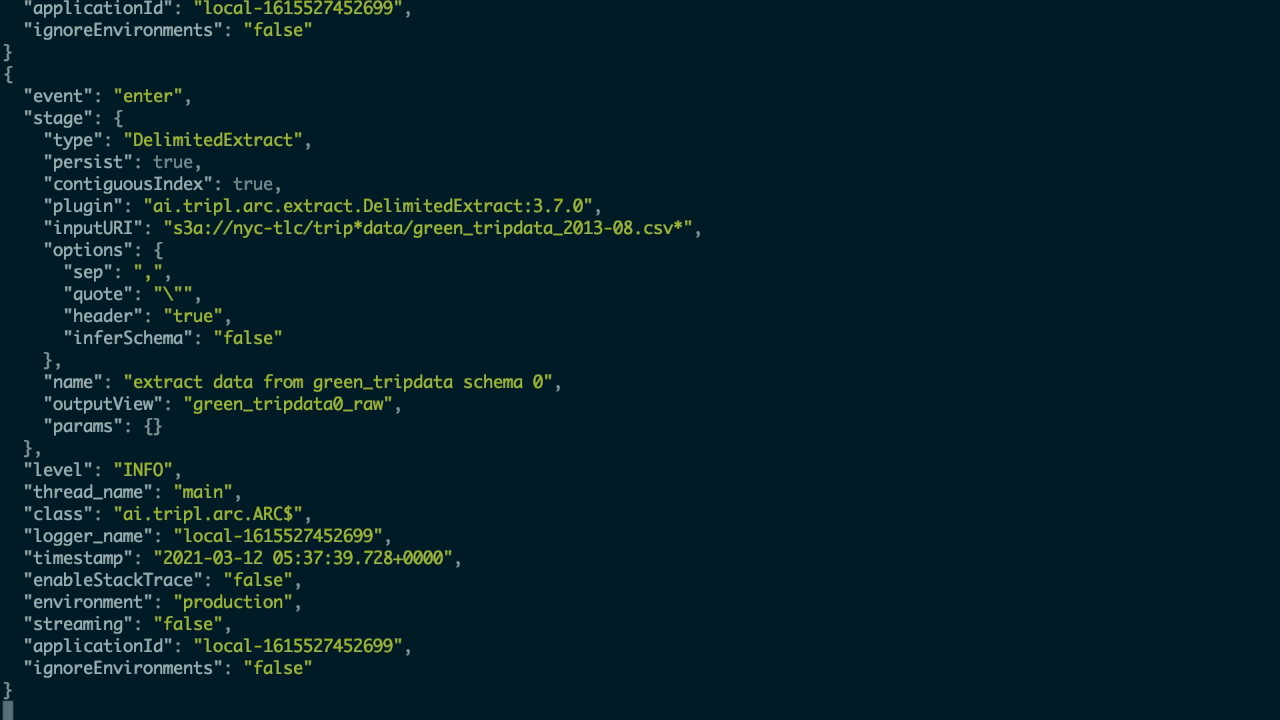 "applicationId": "local-1615527452699",
  "ignoreEnvironments": "false"
}
{
  "event": "enter",
  "stage": {
    "type": "DelimitedExtract",
    "persist": true,
    "contiguousIndex": true,
    "plugin": "ai.tripl.arc.extract.DelimitedExtract:3.7.0",
    "inputURI": "s3a://nyc-tlc/trip*data/green_tripdata_2013-08.csv*",
    "options": {
      "sep": ",",
      "quote": "\"",
      "header": "true",
      "inferSchema": "false"
    },
    "name": "extract data from green_tripdata schema 0",
    "outputView": "green_tripdata0_raw",
    "params": {}
  },
  "level": "INFO",
  "thread_name": "main",
  "class": "ai.tripl.arc.ARC$",
  "logger_name": "local-1615527452699",
  "timestamp": "2021-03-12 05:37:39.728+0000",
  "enableStackTrace": "false",
  "environment": "production",
  "streaming": "false",
  "applicationId": "local-1615527452699",
  "ignoreEnvironments": "false"
}